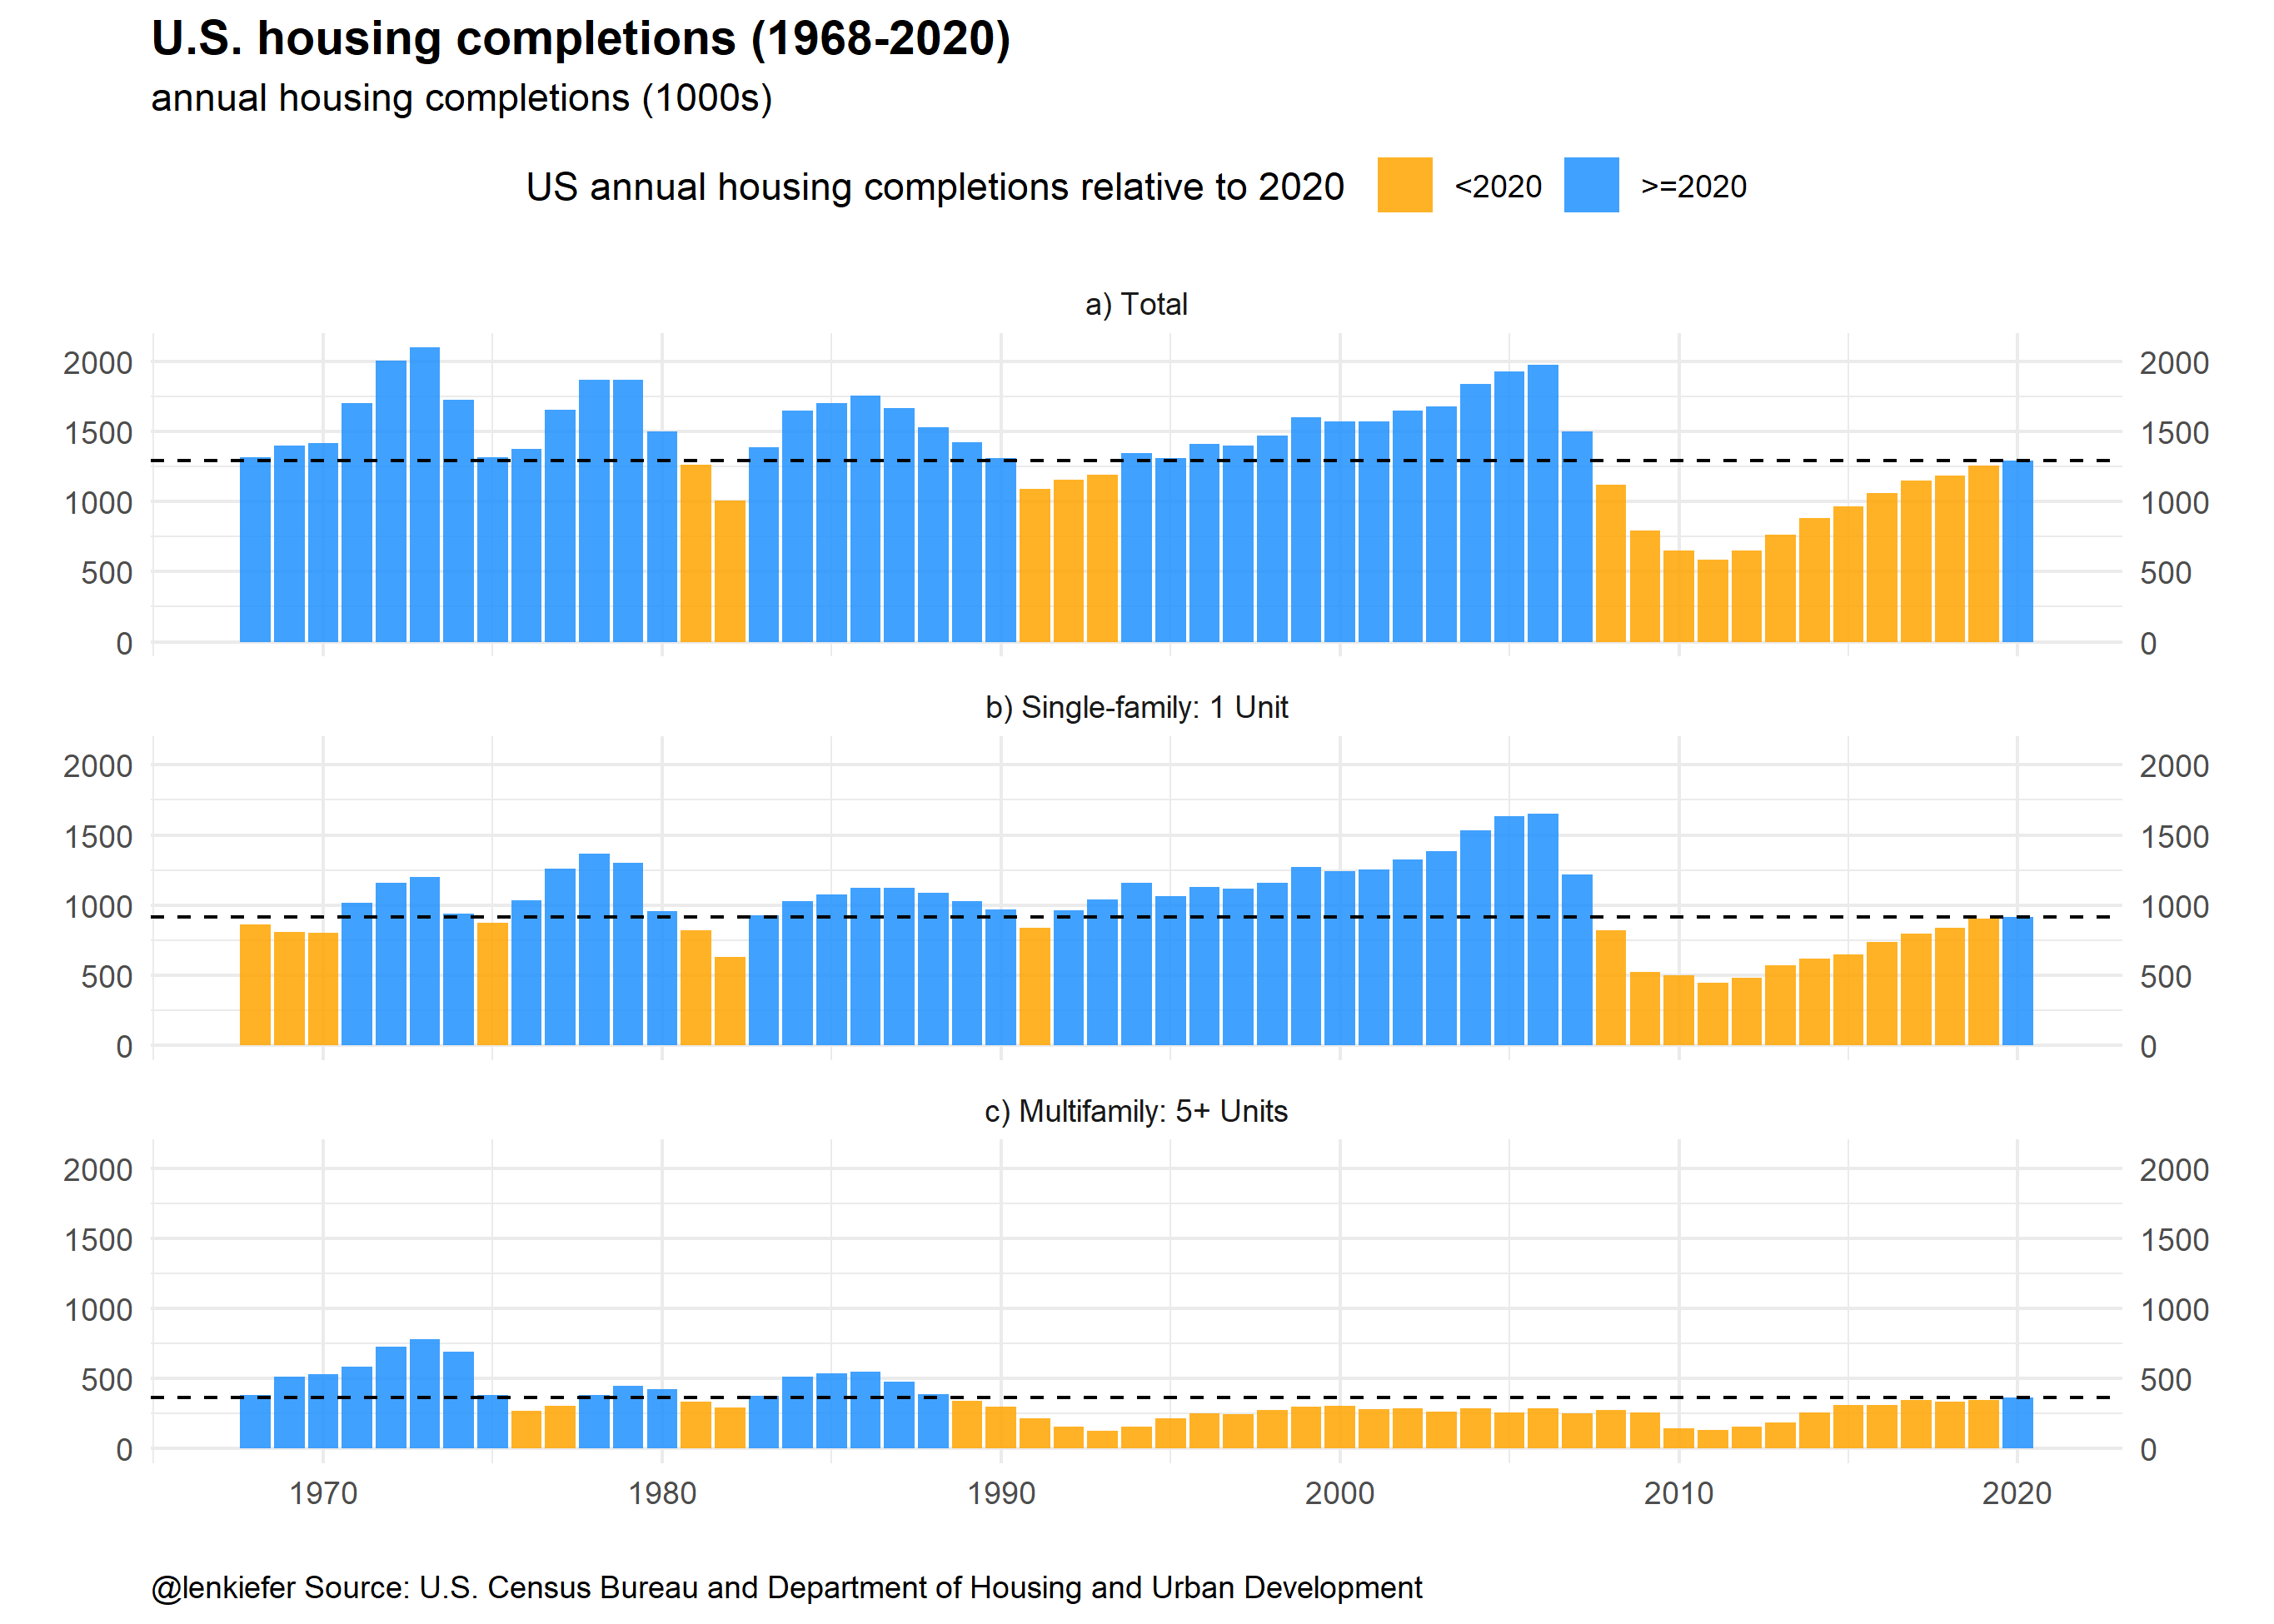 U.S. housing completions (1968-2020)
annual housing completions (1000s)
US annual housing completions relative to 2020 <2020 >=2020
a) Total
2000 2000
1500 1500
1000 1000
500 500
0 0
b) Single-family: 1 Unit
2000 2000
1500 1500
1000 1000
500 500
0 0
c) Multifamily: 5+ Units
2000 2000
1500 1500
1000 1000
500 500
0 0
1970 1980 1990 2000 2010 2020
@lenkiefer Source: U.S. Census Bureau and Department of Housing and Urban Development